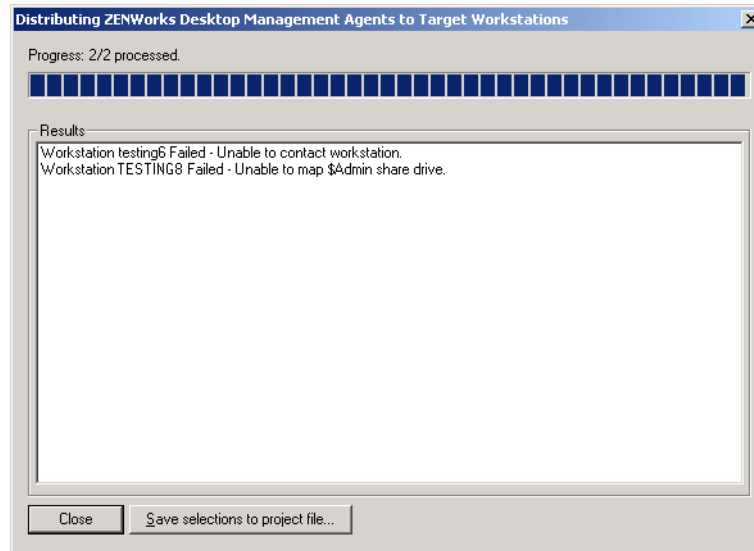 Distributing ZENWorks Desktop Management Agents to Target Workstations
Progress: 2/2 processed.
Results
Workstation testing6 Failed - Unable to contact workstation.
Workstation TESTING8 Failed - Unable to map $Admin share drive.
Close
Save selections to project file...